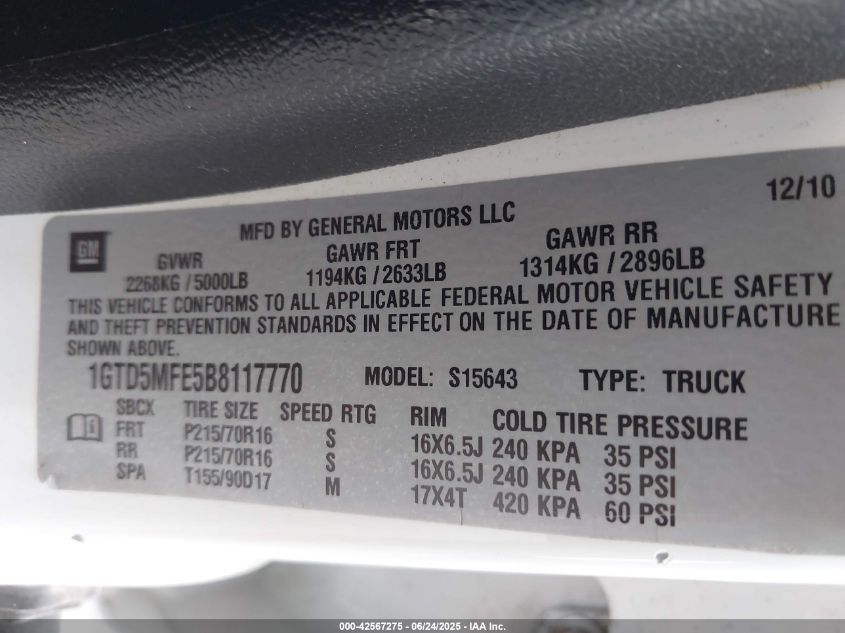 12/10
MFD BY GENERAL MOTORS LLC
GM
GVWR GAWR FRT GAWR RR
2268KG / 5000LB 1194KG / 2633LB 1314KG / 2896LB
THIS VEHICLE CONFORMS TO ALL APPLICABLE FEDERAL MOTOR VEHICLE SAFETY
AND THEFT PREVENTION STANDARDS IN EFFECT ON THE DATE OF MANUFACTURE
SHOWN ABOVE.
1GTD5MFE5B8117770 MODEL: S15643 TYPE: TRUCK
SBCX TIRE SIZE SPEED RTG RIM COLD TIRE PRESSURE
FRT P215/70R16 S 16X6.5J 240 KPA 35 PSI
RR P215/70R16 S 16X6.5J 240 KPA 35 PSI
SPA T155/90D17 M 17X4T 420 KPA 60 PSI
000-42567275 - 06/24/2025 - IAA Inc.